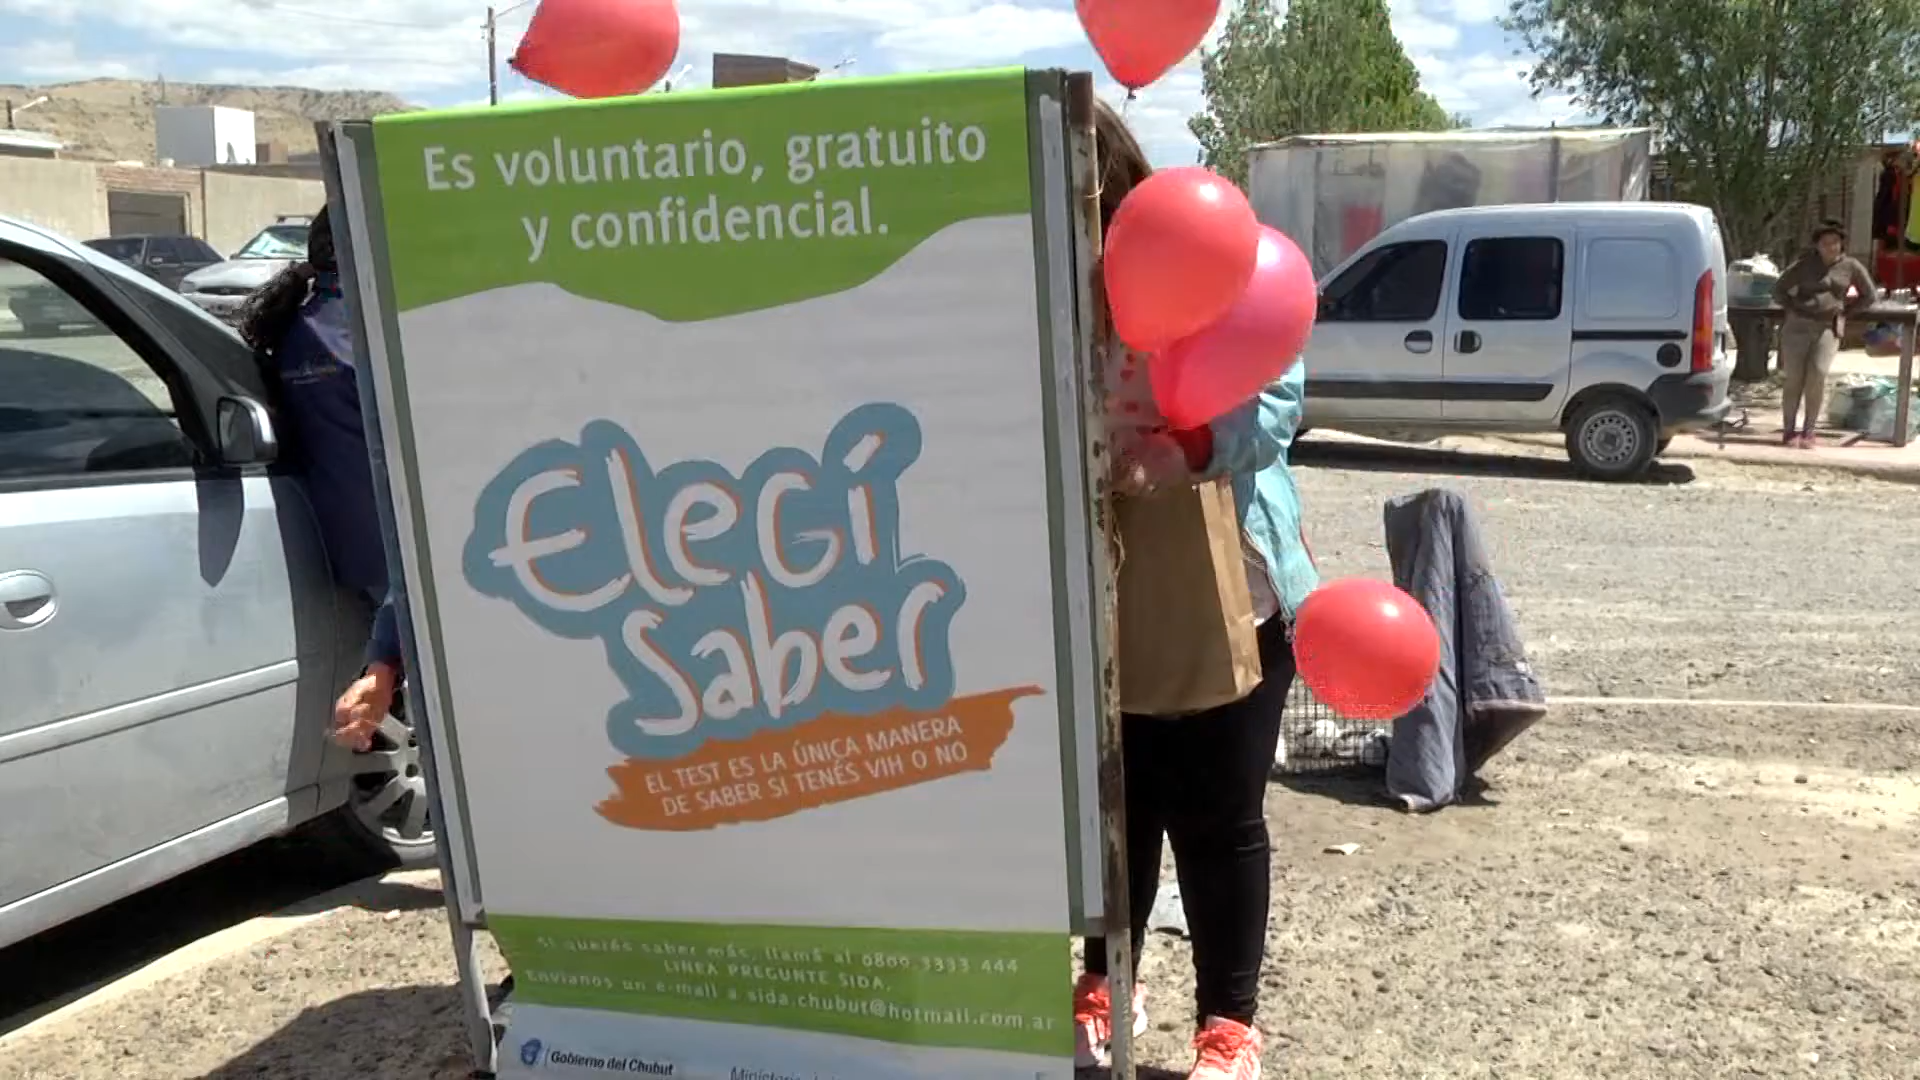 Es voluntario, gratuito
y confidencial.
Elegí
Saber
EL TEST ES LA ÚNICA MANERA
DE SABER SI TENÉS VIH O NO
Si querés saber más, llamá al 0800 3333 444
LINEA PREGUNTE SIDA.
Envianos un e-mail a sida.chubut@hotmail.com.ar
Gobierno del Chubut